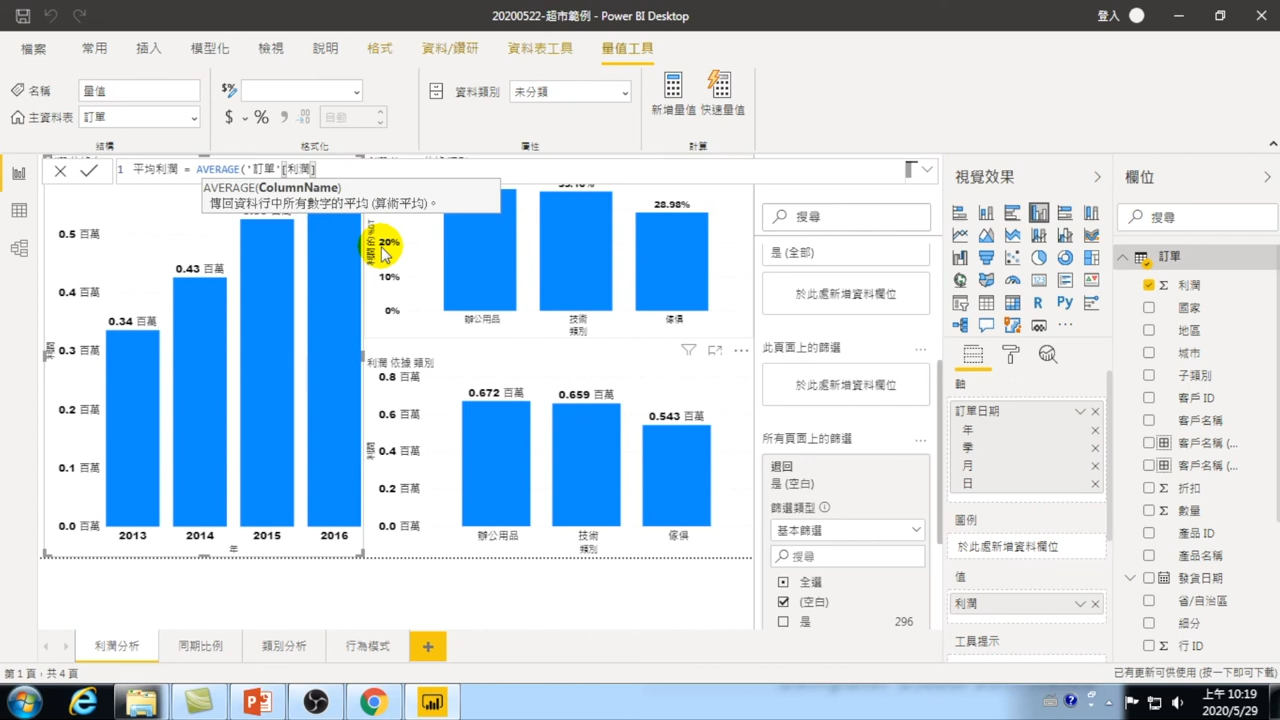 20200522-超市範例 - Power BI Desktop
登入
檔案
常用
插入
模型化
檢視
說明
格式
資料/鑽研
資料表工具
量值工具
名稱
量值
主資料表
訂單
結構
$%
$
%
自動
格式化
資料類別
未分類
屬性
新增量值
快速量值
計算
1 平均利潤 = AVERAGE('訂單'[利潤]
AVERAGE(ColumnName)
傳回資料行中所有數字的平均 (算術平均)。
0.5 百萬
0.4 百萬
0.3 百萬
0.2 百萬
0.1 百萬
0.0 百萬
利潤
0.34 百萬
0.43 百萬
2013
2014
2015
2016
年
20%
10%
0%
28.98%
辦公用品
技術
傢俱
類別
利潤 依據 類別
0.8 百萬
0.6 百萬
0.4 百萬
0.2 百萬
0.0 百萬
利潤
0.672 百萬
0.659 百萬
0.543 百萬
辦公用品
技術
傢俱
類別
搜尋
是 (全部)
於此處新增資料欄位
此頁面上的篩選
於此處新增資料欄位
所有頁面上的篩選
退回
是 (空白)
篩選類型
基本篩選
搜尋
全選
(空白)
是
296
視覺效果
R
Py
軸
訂單日期
年
季
月
日
圖例
於此處新增資料欄位
值
利潤
工具提示
欄位
搜尋
訂單
利潤
國家
地區
城市
子類別
客戶 ID
客戶名稱
客戶名稱 (...
客戶名稱 (...
折扣
數量
產品 ID
產品名稱
發貨日期
省/自治區
細分
行 ID
利潤分析
同期比例
類別分析
行為模式
第 1 頁，共 4 頁
已有更新可供使用 (按一下即可下載)
上午 10:19
2020/5/29